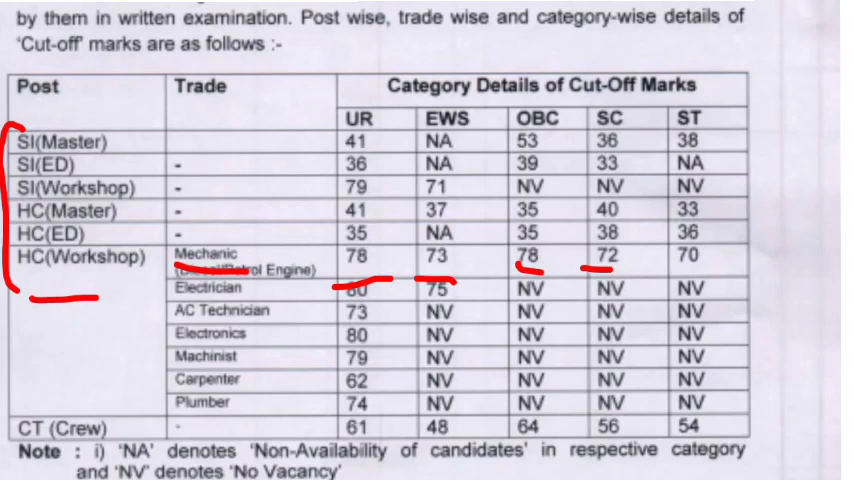 by them in written examination. Post wise, trade wise and category-wise details of
'Cut-off' marks are as follows :-
Post Trade Category Details of Cut-Off Marks
UR EWS OBC SC ST
SI(Master) 41 NA 53 36 38
SI(ED) - 36 NA 39 33 NA
SI(Workshop) - 79 71 NV NV NV
HC(Master) - 41 37 35 40 33
HC(ED) - 35 NA 35 38 36
HC(Workshop) Mechanic 78 73 78 72 70
(Diesel/Petrol Engine)
Electrician 80 75 NV NV NV
AC Technician 73 NV NV NV NV
Electronics 80 NV NV NV NV
Machinist 79 NV NV NV NV
Carpenter 62 NV NV NV NV
Plumber 74 NV NV NV NV
CT (Crew) - 61 48 64 56 54
Note : i) 'NA' denotes 'Non-Availability of candidates' in respective category
and 'NV' denotes 'No Vacancy'